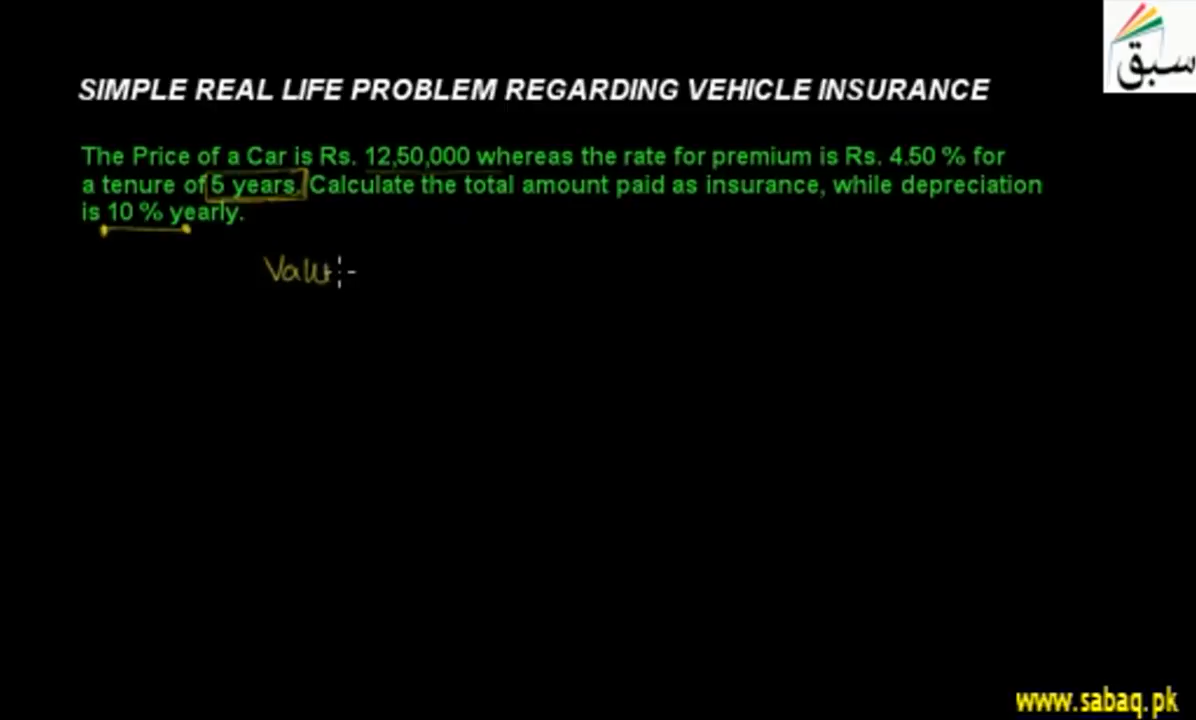 سبق
SIMPLE REAL LIFE PROBLEM REGARDING VEHICLE INSURANCE
The Price of a Car is Rs. 12,50,000 whereas the rate for premium is Rs. 4.50 % for
a tenure of 5 years. Calculate the total amount paid as insurance, while depreciation
is 10 % yearly.
Valu
www.sabaq.pk